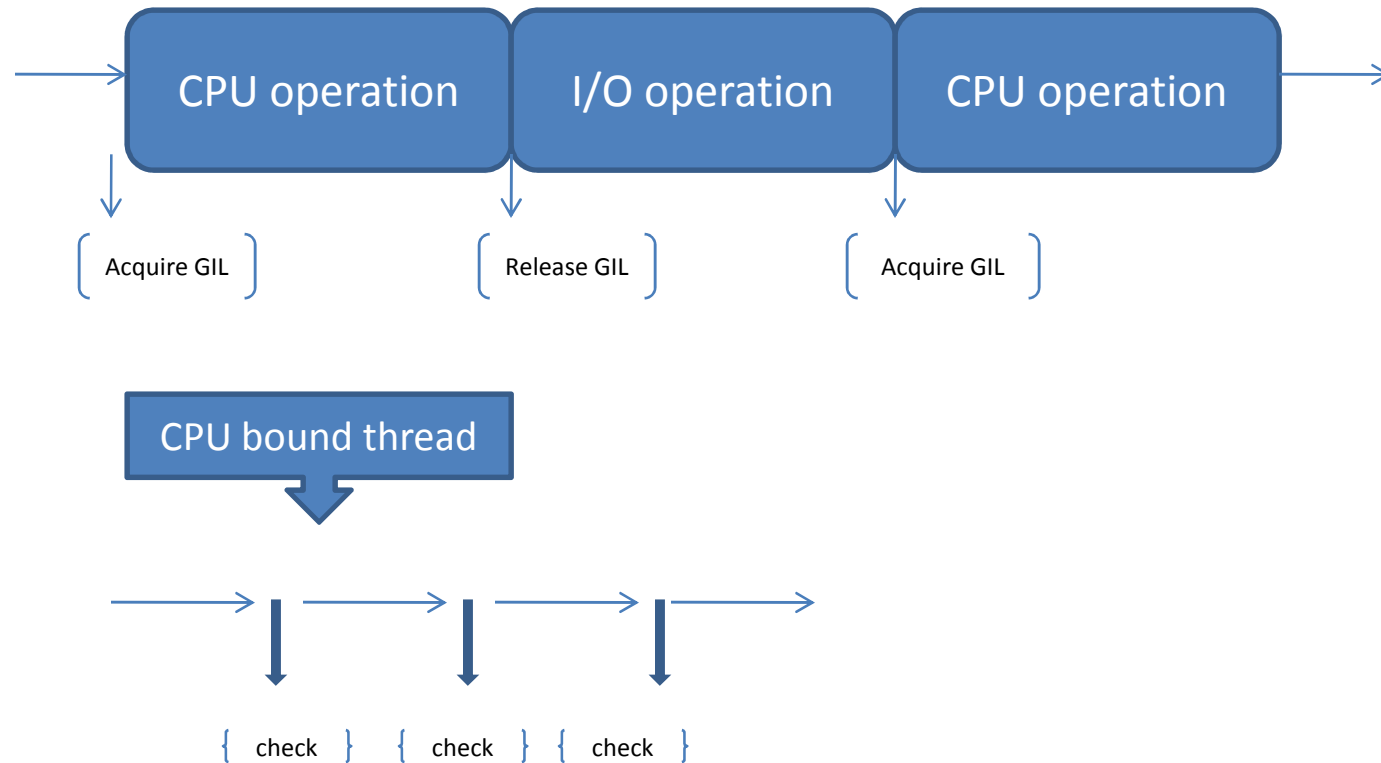 CPU operation
I/O operation
CPU operation
Acquire GIL
Release GIL
Acquire GIL
CPU bound thread
check
check
check